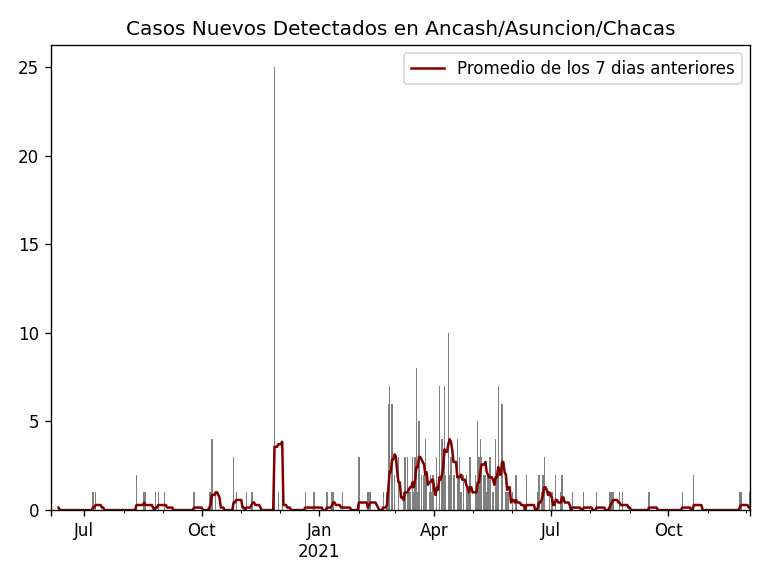 Casos Nuevos Detectados en Ancash/Asuncion/Chacas
Promedio de los 7 dias anteriores
25
20
15
10
5
0
Jul
Oct
Jan
2021
Apr
Jul
Oct